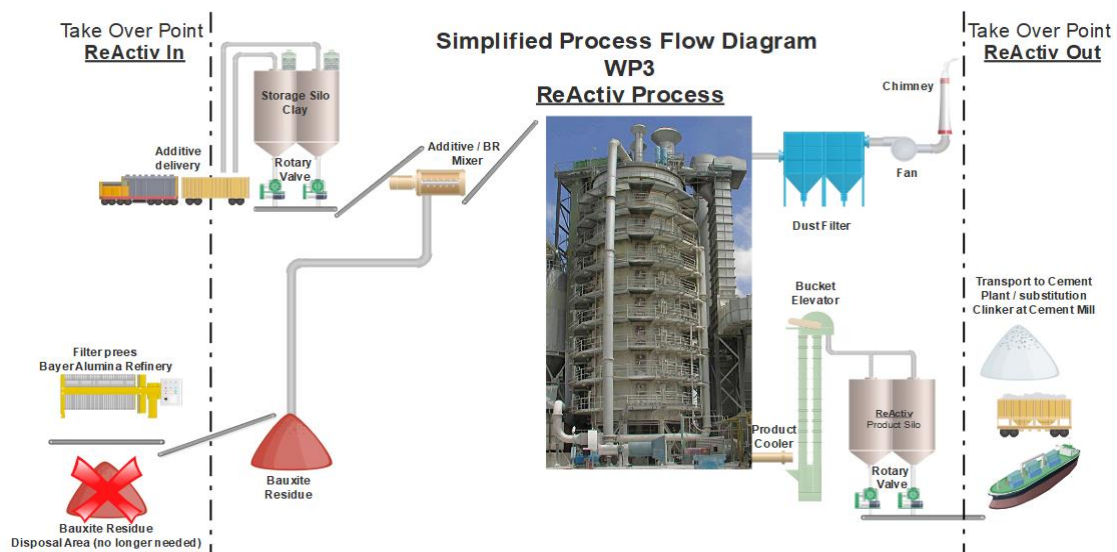 Take Over Point
ReActiv In
Simplified Process Flow Diagram
WP3
ReActiv Process
Take Over Point
ReActiv Out
Storage Silo
Clay
Additive
delivery
Rotary
Valve
Additive / BR
Mixer
Chimney
Fan
Dust Filter
Filter prees
Bayer Alumina Refinery
Bauxite
Residue
Bauxite Residue
Disposal Area (no longer needed)
Bucket
Elevator
Product
Cooler
ReActiv
Product Silo
Rotary
Valve
Transport to Cement
Plant / substitution
Clinker at Cement Mill